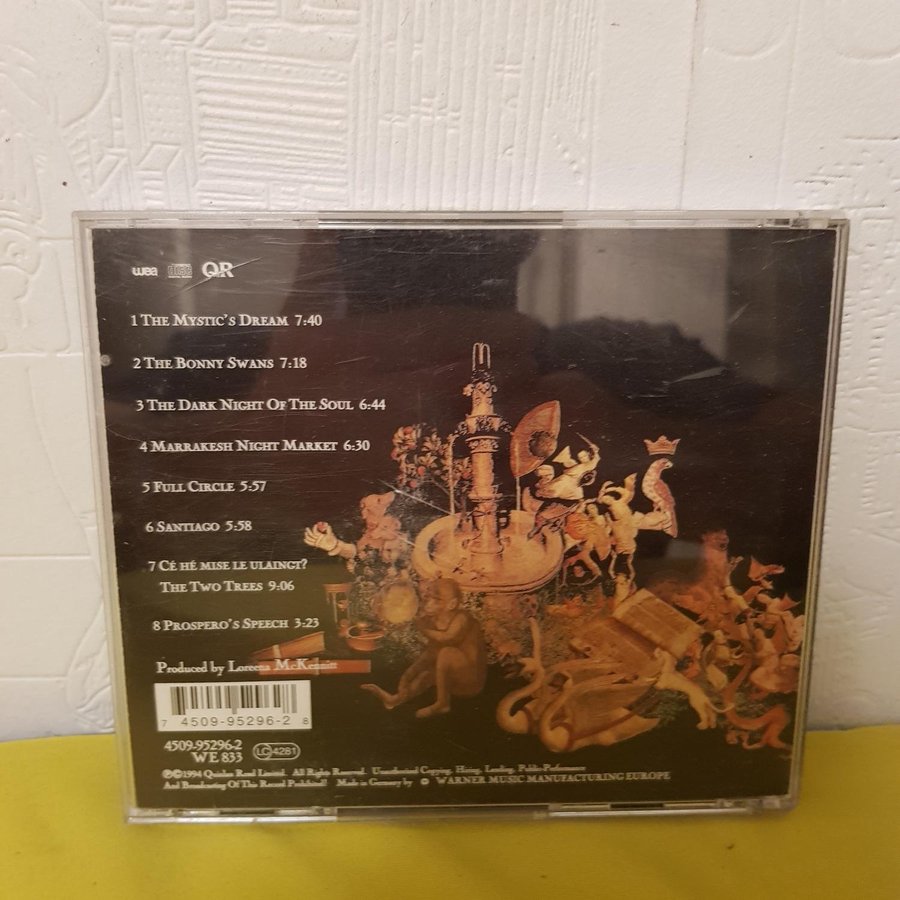 wea COMPACT disc DIGITAL AUDIO QR
1 The Mystic's Dream 7:40
2 The Bonny Swans 7:18
3 The Dark Night Of The Soul 6:44
4 Marrakesh Night Market 6:30
5 Full Circle 5:57
6 Santiago 5:58
7 Cé hé mise le ulaingt?
The Two Trees 9:06
8 Prospero's Speech 3:23
Produced by Loreena McKennitt
7 4509-95296-2 8
4509-95296-2
WE 833
LC 4281
℗©1994 Quinlan Road Limited. All Rights Reserved. Unauthorised Copying, Hiring, Lending, Public-Performance
And Broadcasting Of This Record Prohibited! Made in Germany by WARNER MUSIC MANUFACTURING EUROPE